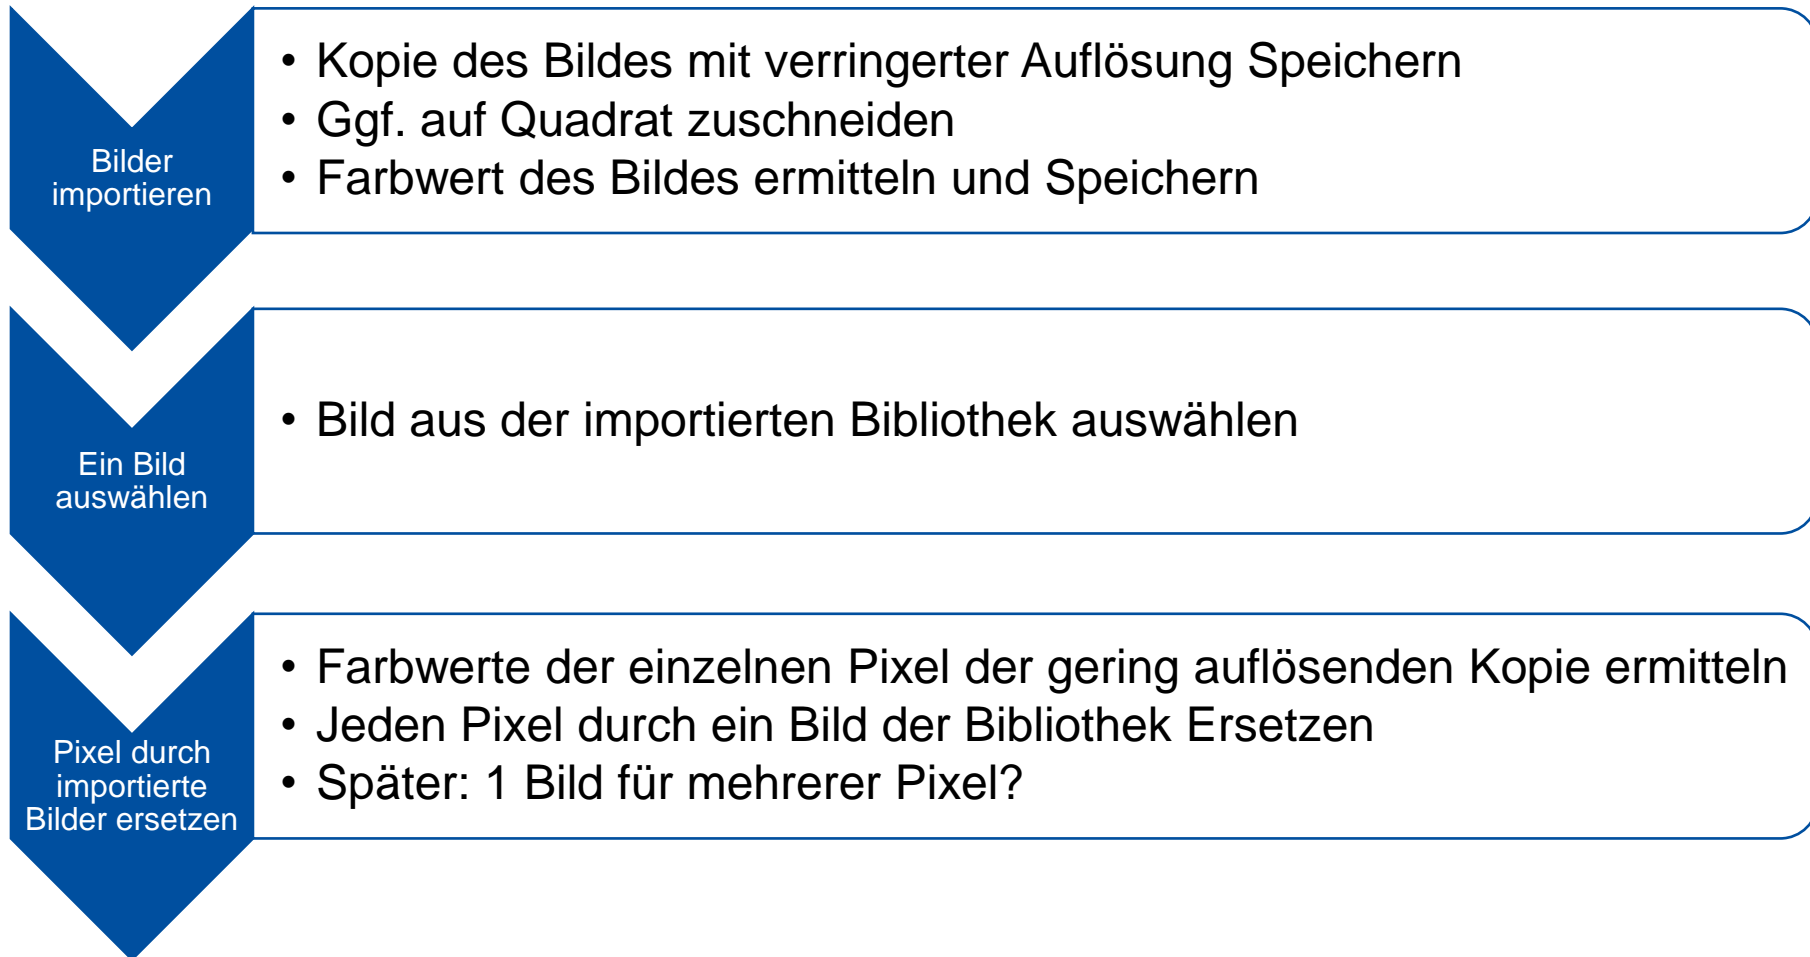 Bilder
importieren
• Kopie des Bildes mit verringerter Auflösung Speichern
• Ggf. auf Quadrat zuschneiden
• Farbwert des Bildes ermitteln und Speichern
Ein Bild
auswählen
• Bild aus der importierten Bibliothek auswählen
Pixel durch
importierte
Bilder ersetzen
• Farbwerte der einzelnen Pixel der gering auflösenden Kopie ermitteln
• Jeden Pixel durch ein Bild der Bibliothek Ersetzen
• Später: 1 Bild für mehrerer Pixel?